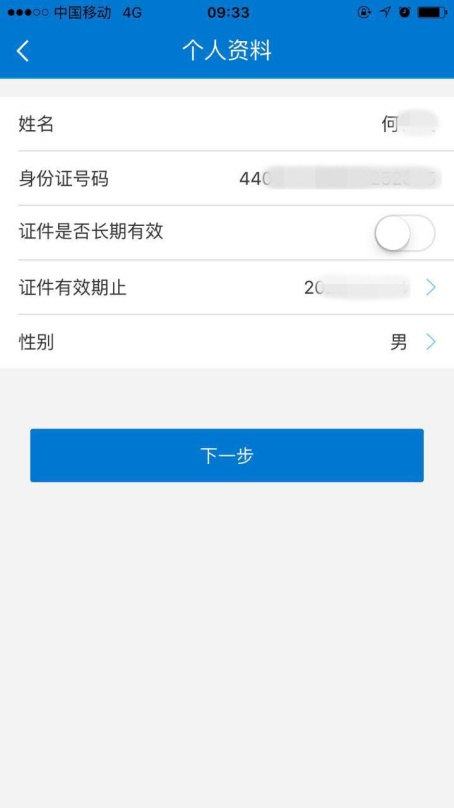 中国移动 4G 09:33
个人资料
姓名 何
身份证号码 440
证件是否长期有效
证件有效期止 20
性别 男
下一步